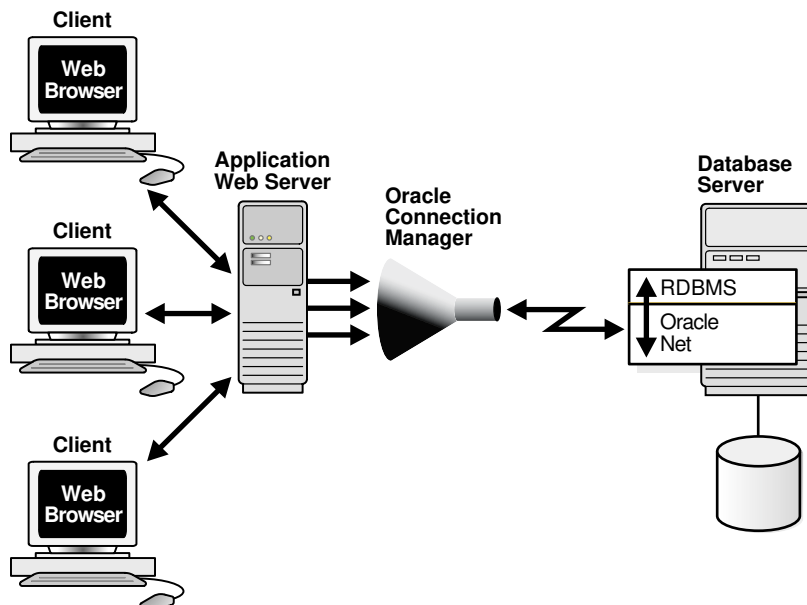 Client
Web
Browser
Application
Web Server
Oracle
Connection
Manager
Database
Server
Client
Web
Browser
RDBMS
Oracle
Net
Client
Web
Browser